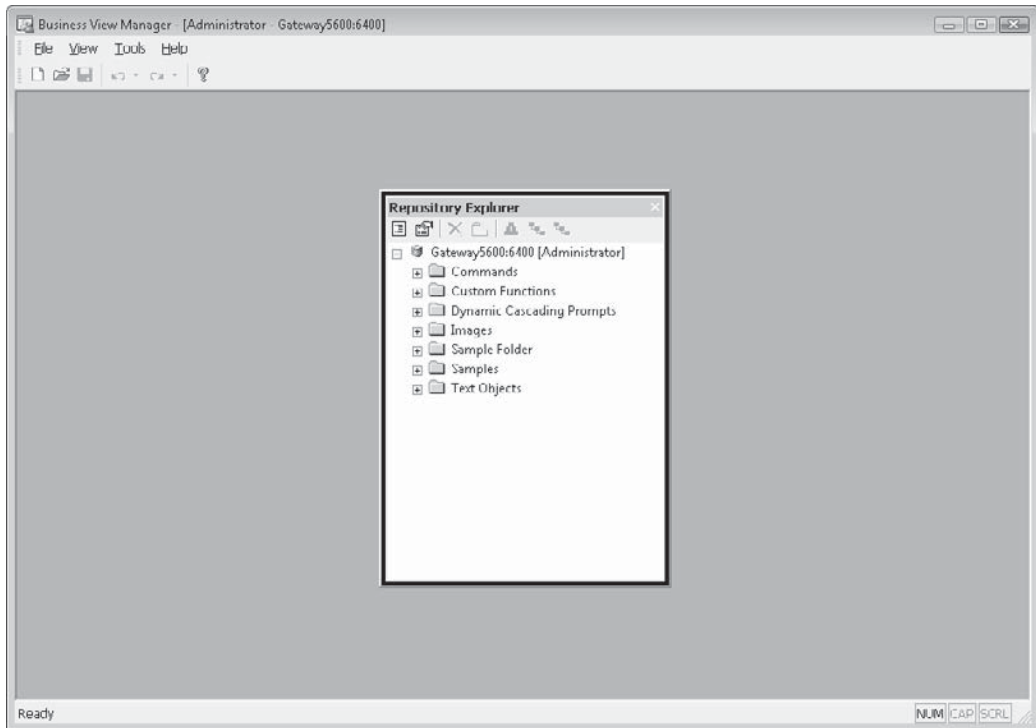 Business View Manager - [Administrator - Gateway5600:6400]
File View Tools Help
Repository Explorer
Gateway5600:6400 [Administrator]
Commands
Custom Functions
Dynamic Cascading Prompts
Images
Sample Folder
Samples
Text Objects
Ready
NUM CAP SCRL